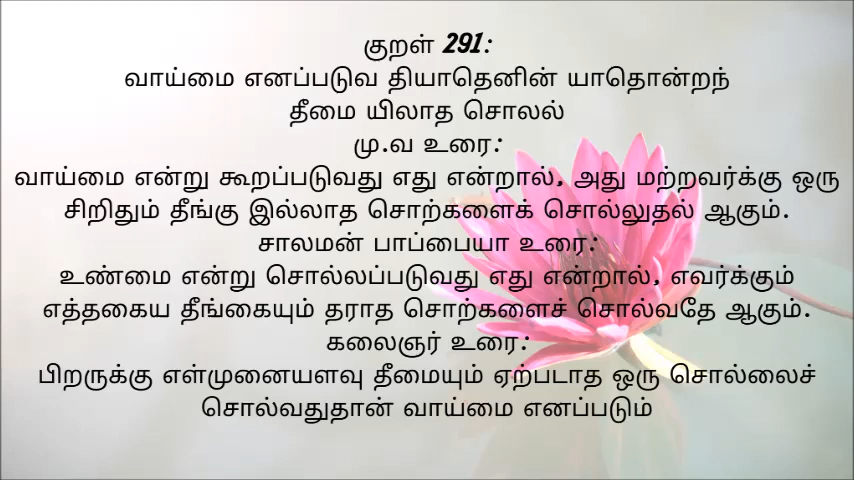 குறள் 291:
வாய்மை எனப்படுவ தியாதெனின் யாதொன்றந்
தீமை யிலாத சொலல்
மு.வ உரை:
வாய்மை என்று கூறப்படுவது எது என்றால், அது மற்றவர்க்கு ஒரு
சிறிதும் தீங்கு இல்லாத சொற்களைக் சொல்லுதல் ஆகும்.
சாலமன் பாப்பையா உரை:
உண்மை என்று சொல்லப்படுவது எது என்றால், எவர்க்கும்
எத்தகைய தீங்கையும் தராத சொற்களைச் சொல்வதே ஆகும்.
கலைஞர் உரை:
பிறருக்கு எள்முனையளவு தீமையும் ஏற்படாத ஒரு சொல்லைச்
சொல்வதுதான் வாய்மை எனப்படும்